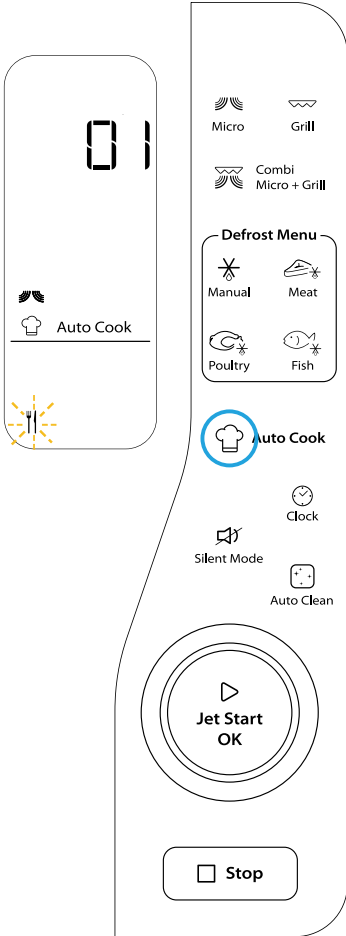 01
Auto Cook
Micro
Grill
Combi
Micro + Grill
Defrost Menu
Manual
Meat
Poultry
Fish
Auto Cook
Clock
Silent Mode
Auto Clean
Jet Start
OK
Stop